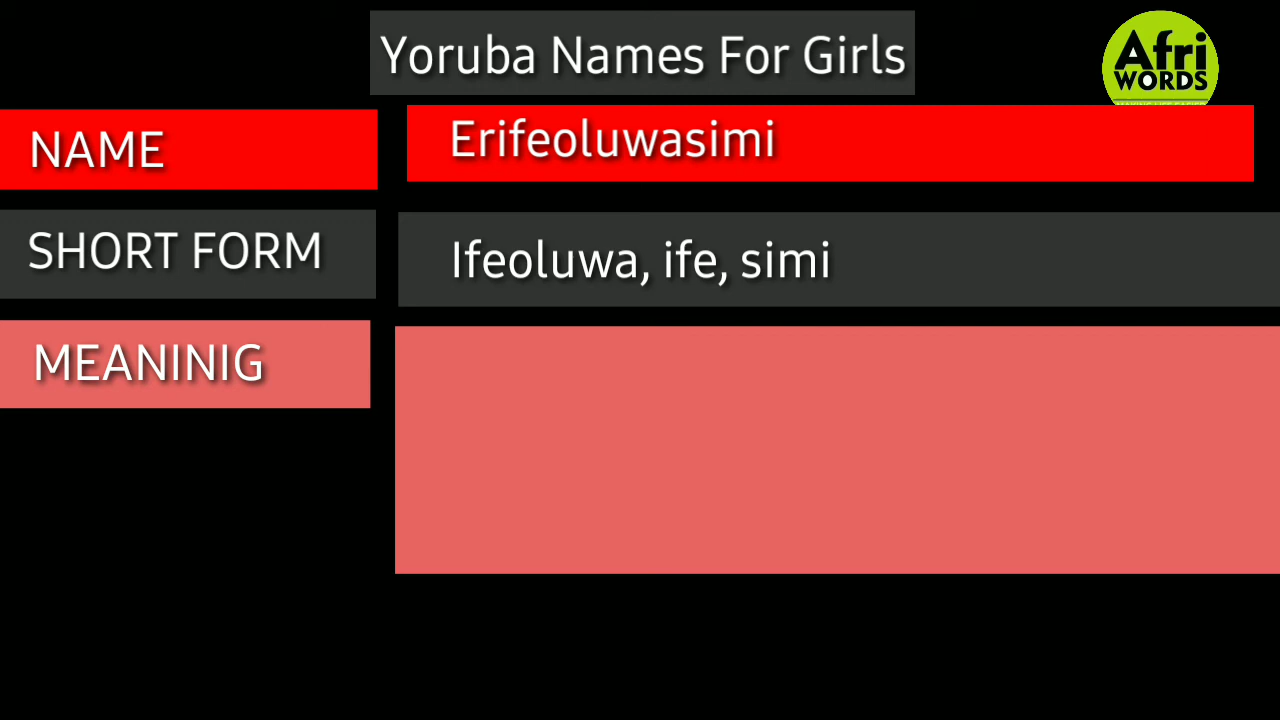 Yoruba Names For Girls
Afri
WORDS
NAME
Erifeoluwasimi
SHORT FORM
Ifeoluwa, ife, simi
MEANINIG